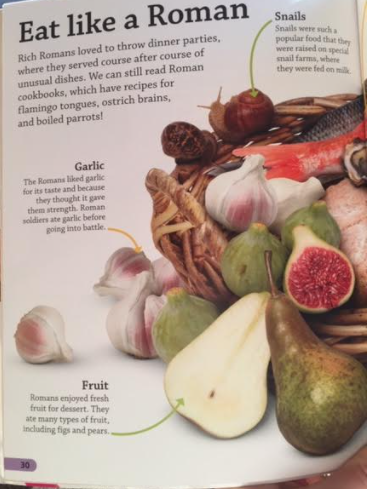 Eat like a Roman
Rich Romans loved to throw dinner parties,
where they served course after course of
unusual dishes. We can still read Roman
cookbooks, which have recipes for
flamingo tongues, ostrich brains,
and boiled parrots!
Snails
Snails were such a
popular food that they
were raised on special
snail farms, where
they were fed on milk.
Garlic
The Romans liked garlic
for its taste and because
they thought it gave
them strength. Roman
soldiers ate garlic before
going into battle.
Fruit
Romans enjoyed fresh
fruit for dessert. They
ate many types of fruit,
including figs and pears.
30